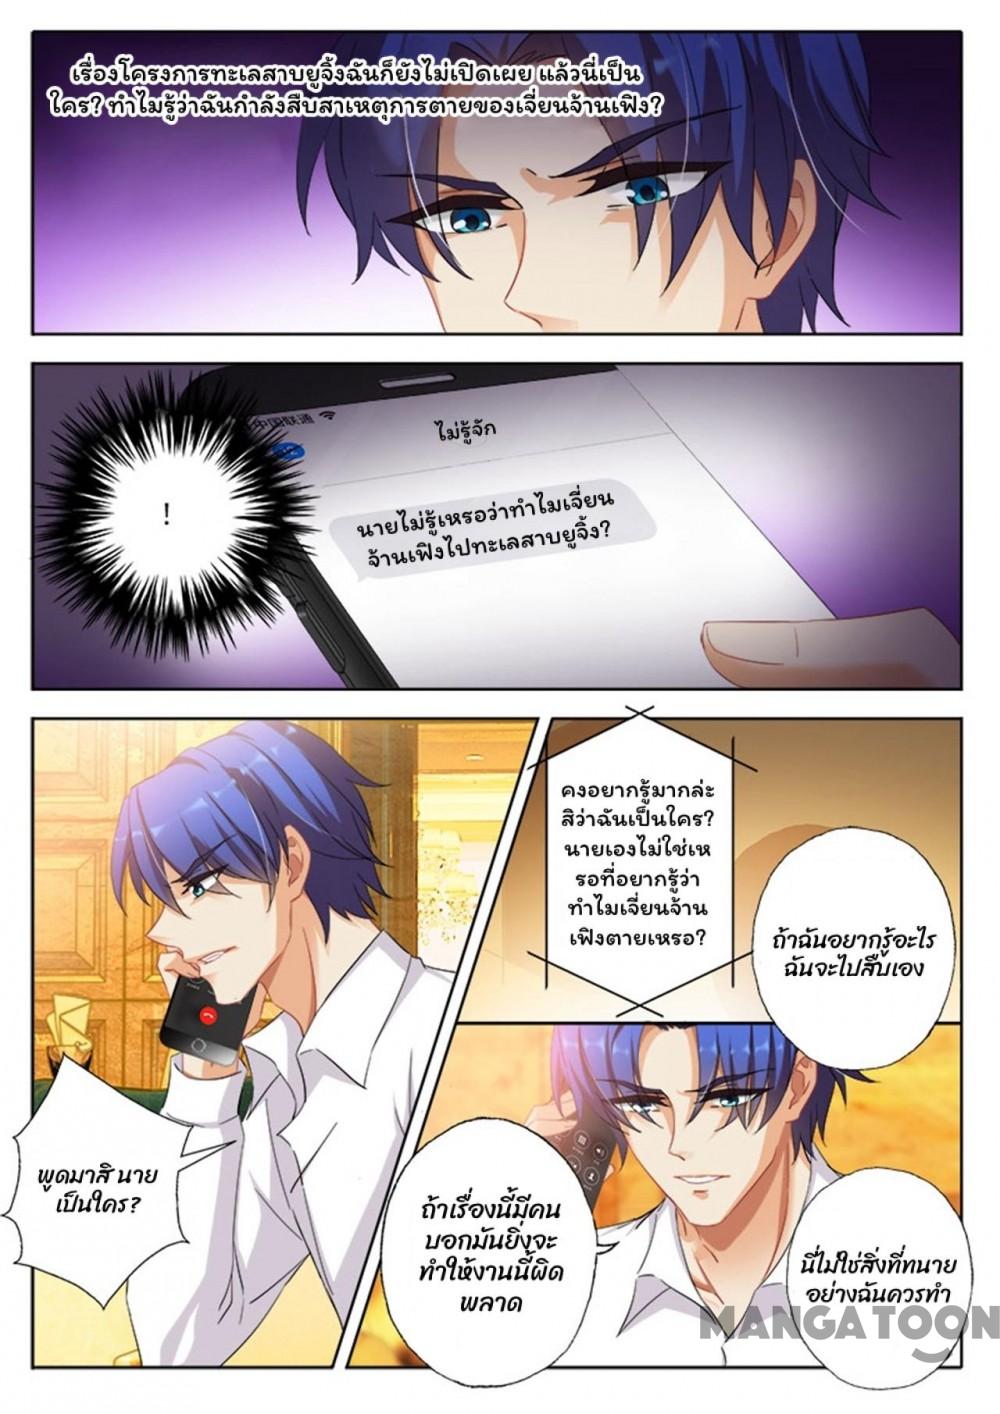 เรื่องโครงการทะเลสาบยูจิ้งฉันก็ยังไม่เปิดเผย แล้วนี่เป็น
ใคร? ทำไมรู้ว่าฉันกำลังสืบสาเหตุการตายของเจี่ยนจ้านเฟิง?
中国联通
ไม่รู้จัก
!
นายไม่รู้เหรอว่าทำไมเจี่ยน
จ้านเฟิงไปทะเลสาบยูจิ้ง?
คงอยากรู้มากล่ะ
สิว่าฉันเป็นใคร?
นายเองไม่ใช่เห
รอที่อยากรู้ว่า
ทำไมเจี่ยนจ้าน
เฟิงตายเหรอ?
ถ้าฉันอยากรู้อะไร
ฉันจะไปสืบเอง
พูดมาสิ นาย
เป็นใคร?
ถ้าเรื่องนี้มีคน
บอกมันยิ่งจะ
ทำให้งานนี้ผิด
พลาด
นี่ไม่ใช่สิ่งที่ทนาย
อย่างฉันควรทำ
MANGATOON